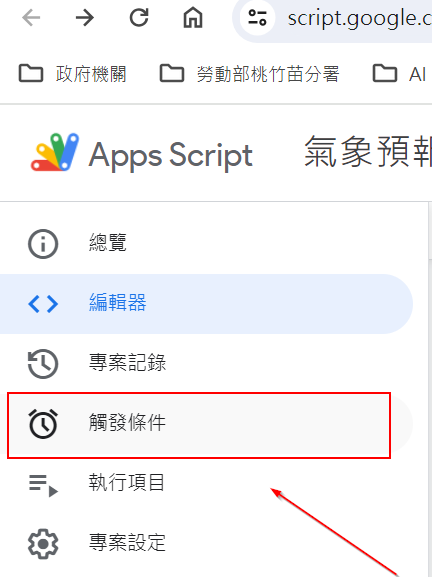 script.google.c
政府機關 勞動部桃竹苗分署 AI
Apps Script 氣象預報
總覽
編輯器
專案記錄
觸發條件
執行項目
專案設定